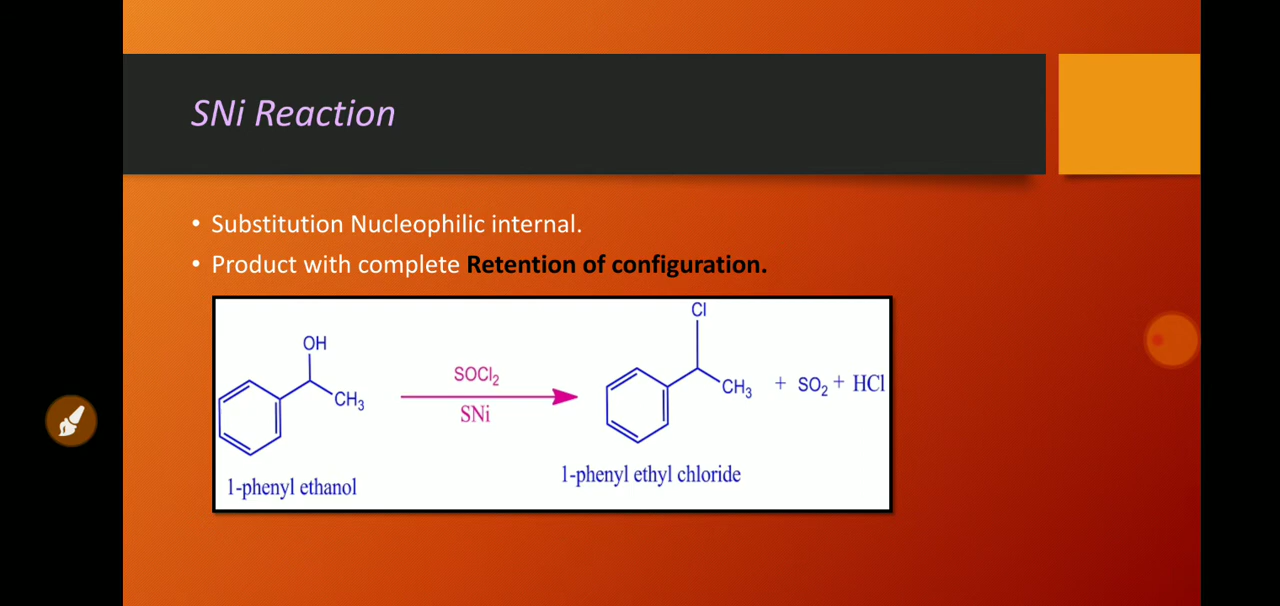 SNi Reaction
• Substitution Nucleophilic internal.
• Product with complete Retention of configuration.
OH
CH3
1-phenyl ethanol
SOCl2
SNi
Cl
CH3
+ SO2 + HCl
1-phenyl ethyl chloride